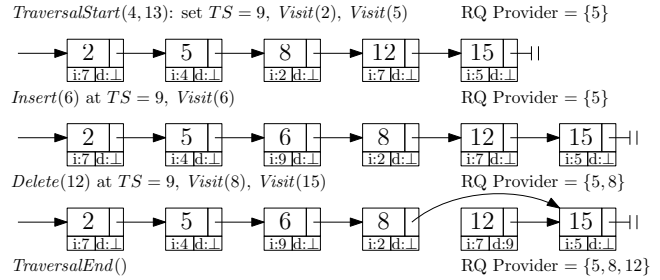 TraversalStart(4, 13): set TS = 9, Visit(2), Visit(5) RQ Provider = {5}
2 5 8 12 15
i:7 d:⊥ i:4 d:⊥ i:2 d:⊥ i:7 d:⊥ i:5 d:⊥
Insert(6) at TS = 9, Visit(6) RQ Provider = {5}
2 5 6 8 12 15
i:7 d:⊥ i:4 d:⊥ i:9 d:⊥ i:2 d:⊥ i:7 d:⊥ i:5 d:⊥
Delete(12) at TS = 9, Visit(8), Visit(15) RQ Provider = {5, 8}
2 5 6 8 12 15
i:7 d:⊥ i:4 d:⊥ i:9 d:⊥ i:2 d:⊥ i:7 d:9 i:5 d:⊥
TraversalEnd() RQ Provider = {5, 8, 12}